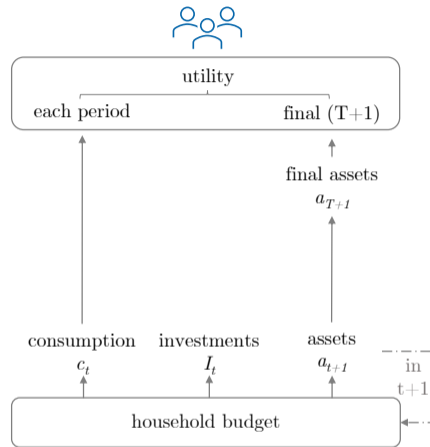 utility
each period final (T+1)
final assets
a_{T+1}
consumption investments assets
c_t I_t a_{t+1}
in
t+1
household budget